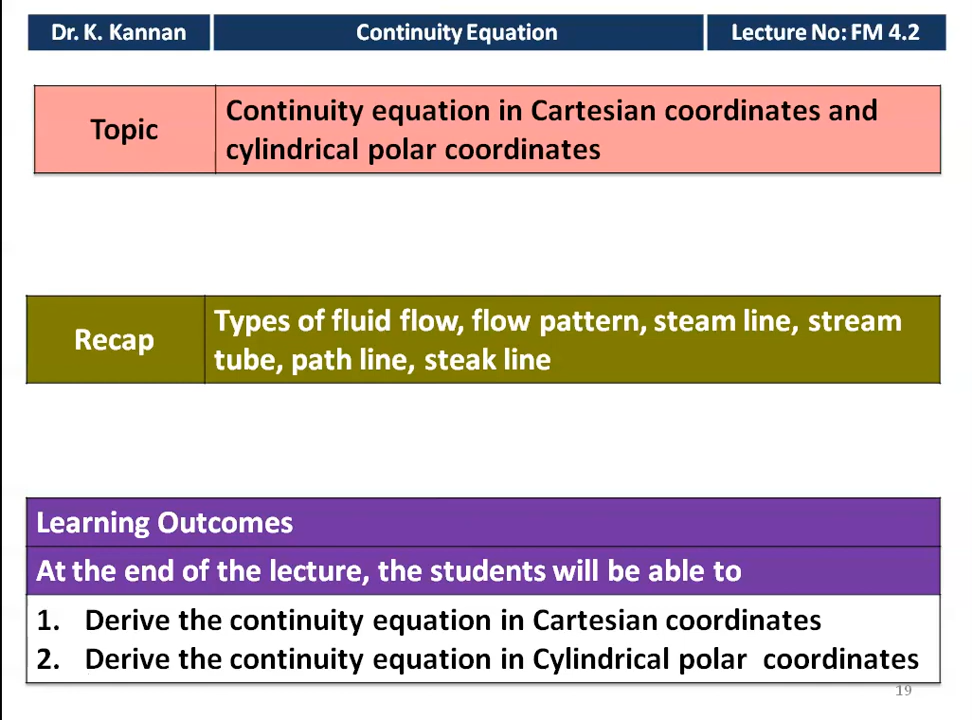 Dr. K. Kannan
Continuity Equation
Lecture No: FM 4.2
Topic
Continuity equation in Cartesian coordinates and
cylindrical polar coordinates
Recap
Types of fluid flow, flow pattern, steam line, stream
tube, path line, steak line
Learning Outcomes
At the end of the lecture, the students will be able to
1. Derive the continuity equation in Cartesian coordinates
2. Derive the continuity equation in Cylindrical polar coordinates
19